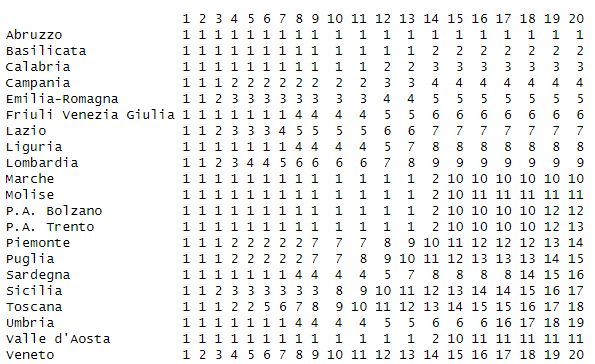 1 2 3 4 5 6 7 8 9 10 11 12 13 14 15 16 17 18 19 20
Abruzzo 1 1 1 1 1 1 1 1 1 1 1 1 1 1 1 1 1 1 1 1
Basilicata 1 1 1 1 1 1 1 1 1 1 1 1 1 2 2 2 2 2 2 2
Calabria 1 1 1 1 1 1 1 1 1 1 1 2 2 3 3 3 3 3 3 3
Campania 1 1 1 2 2 2 2 2 2 2 2 3 3 4 4 4 4 4 4 4
Emilia-Romagna 1 1 2 3 3 3 3 3 3 3 3 4 4 5 5 5 5 5 5 5
Friuli Venezia Giulia 1 1 1 1 1 1 1 4 4 4 4 5 5 6 6 6 6 6 6 6
Lazio 1 1 2 3 3 3 4 5 5 5 5 6 6 7 7 7 7 7 7 7
Liguria 1 1 1 1 1 1 1 4 4 4 4 5 7 8 8 8 8 8 8 8
Lombardia 1 1 2 3 4 4 5 6 6 6 6 7 8 9 9 9 9 9 9 9
Marche 1 1 1 1 1 1 1 1 1 1 1 1 1 2 10 10 10 10 10 10
Molise 1 1 1 1 1 1 1 1 1 1 1 1 1 2 10 11 11 11 11 11
P.A. Bolzano 1 1 1 1 1 1 1 1 1 1 1 1 1 2 10 10 10 10 12 12
P.A. Trento 1 1 1 1 1 1 1 1 1 1 1 1 1 2 10 10 10 10 12 13
Piemonte 1 1 1 2 2 2 2 2 7 7 7 8 9 10 11 12 12 12 13 14
Puglia 1 1 1 2 2 2 2 2 7 7 8 9 10 11 12 13 13 13 14 15
Sardegna 1 1 1 1 1 1 1 4 4 4 4 5 7 8 8 8 8 14 15 16
Sicilia 1 1 2 3 3 3 3 3 3 8 9 10 11 12 13 14 14 15 16 17
Toscana 1 1 1 2 2 5 6 7 8 9 10 11 12 13 14 15 15 16 17 18
Umbria 1 1 1 1 1 1 1 4 4 4 4 5 5 6 6 6 16 17 18 19
Valle d'Aosta 1 1 1 1 1 1 1 1 1 1 1 1 1 2 10 11 11 11 11 11
Veneto 1 2 3 4 5 6 7 8 9 10 11 12 13 14 15 16 17 18 19 20